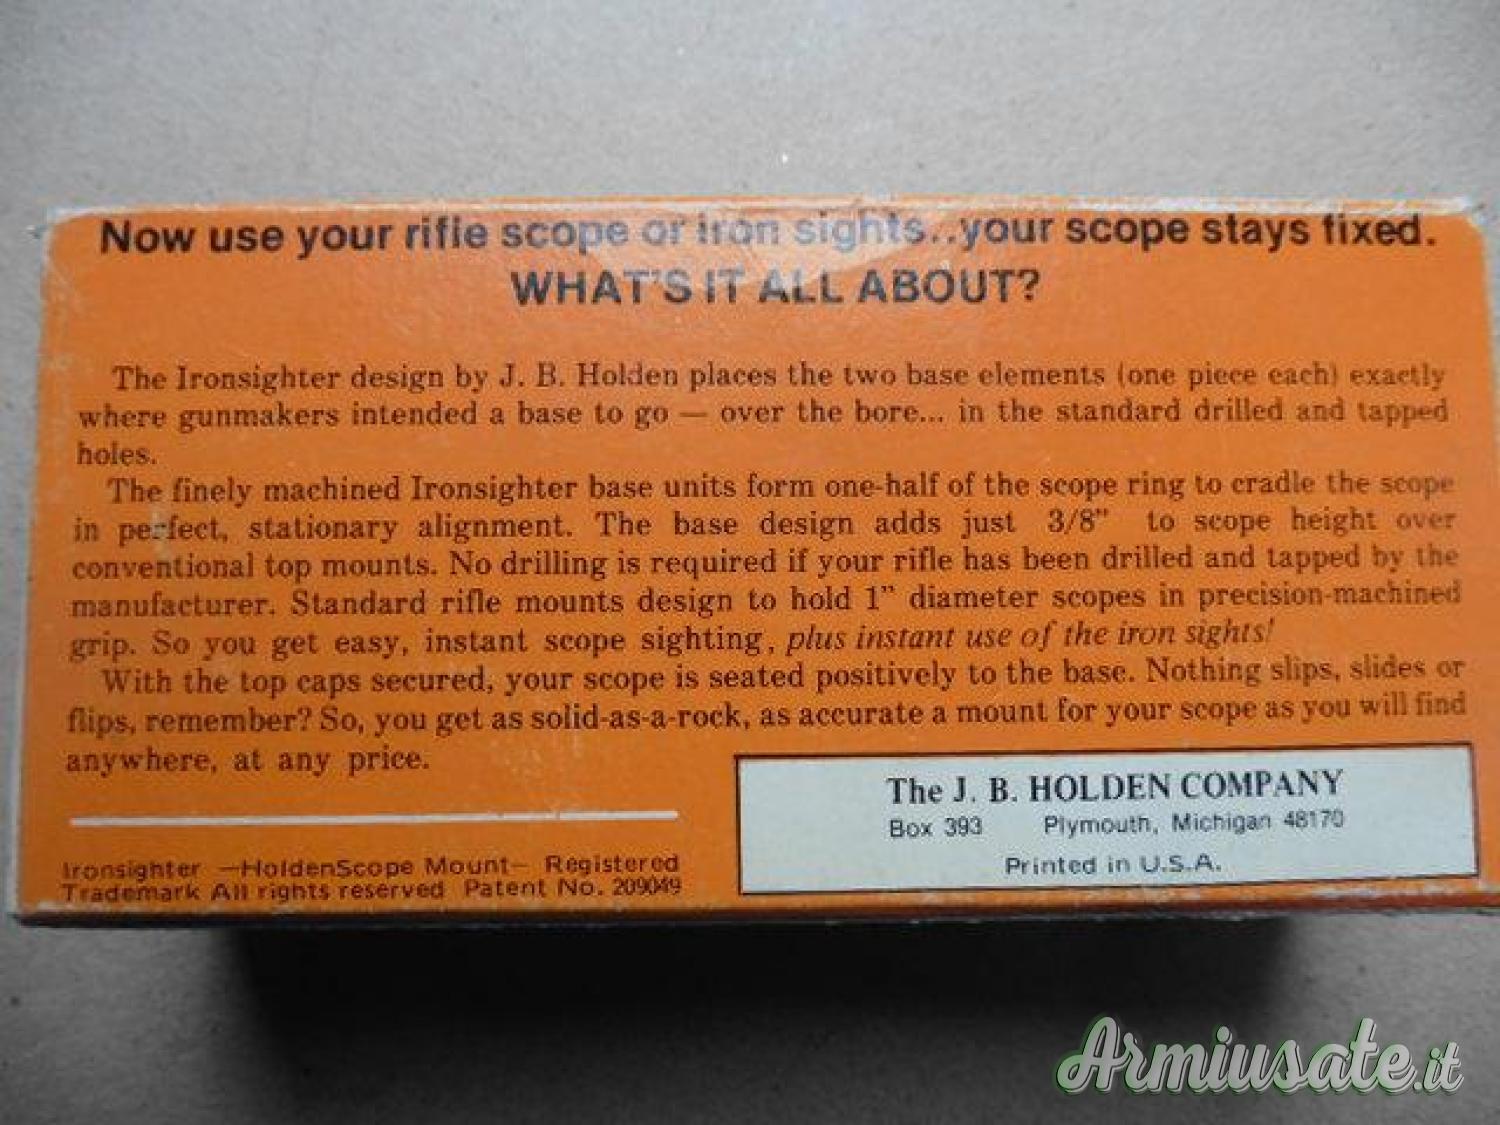 Now use your rifle scope or iron sights...your scope stays fixed.
WHAT'S IT ALL ABOUT?
The Ironsighter design by J. B. Holden places the two base elements (one piece each) exactly
where gunmakers intended a base to go — over the bore... in the standard drilled and tapped
holes.
The finely machined Ironsighter base units form one-half of the scope ring to cradle the scope
in perfect, stationary alignment. The base design adds just 3/8" to scope height over
conventional top mounts. No drilling is required if your rifle has been drilled and tapped by the
manufacturer. Standard rifle mounts design to hold 1" diameter scopes in precision-machined
grip. So you get easy, instant scope sighting, plus instant use of the iron sights!
With the top caps secured, your scope is seated positively to the base. Nothing slips, slides or
flips, remember? So, you get as solid-as-a-rock, as accurate a mount for your scope as you will find
anywhere, at any price.
Ironsighter —HoldenScope Mount— Registered
Trademark All rights reserved Patent No. 209049
The J. B. HOLDEN COMPANY
Box 393 Plymouth, Michigan 48170
Printed in U.S.A.
Armiusate.it